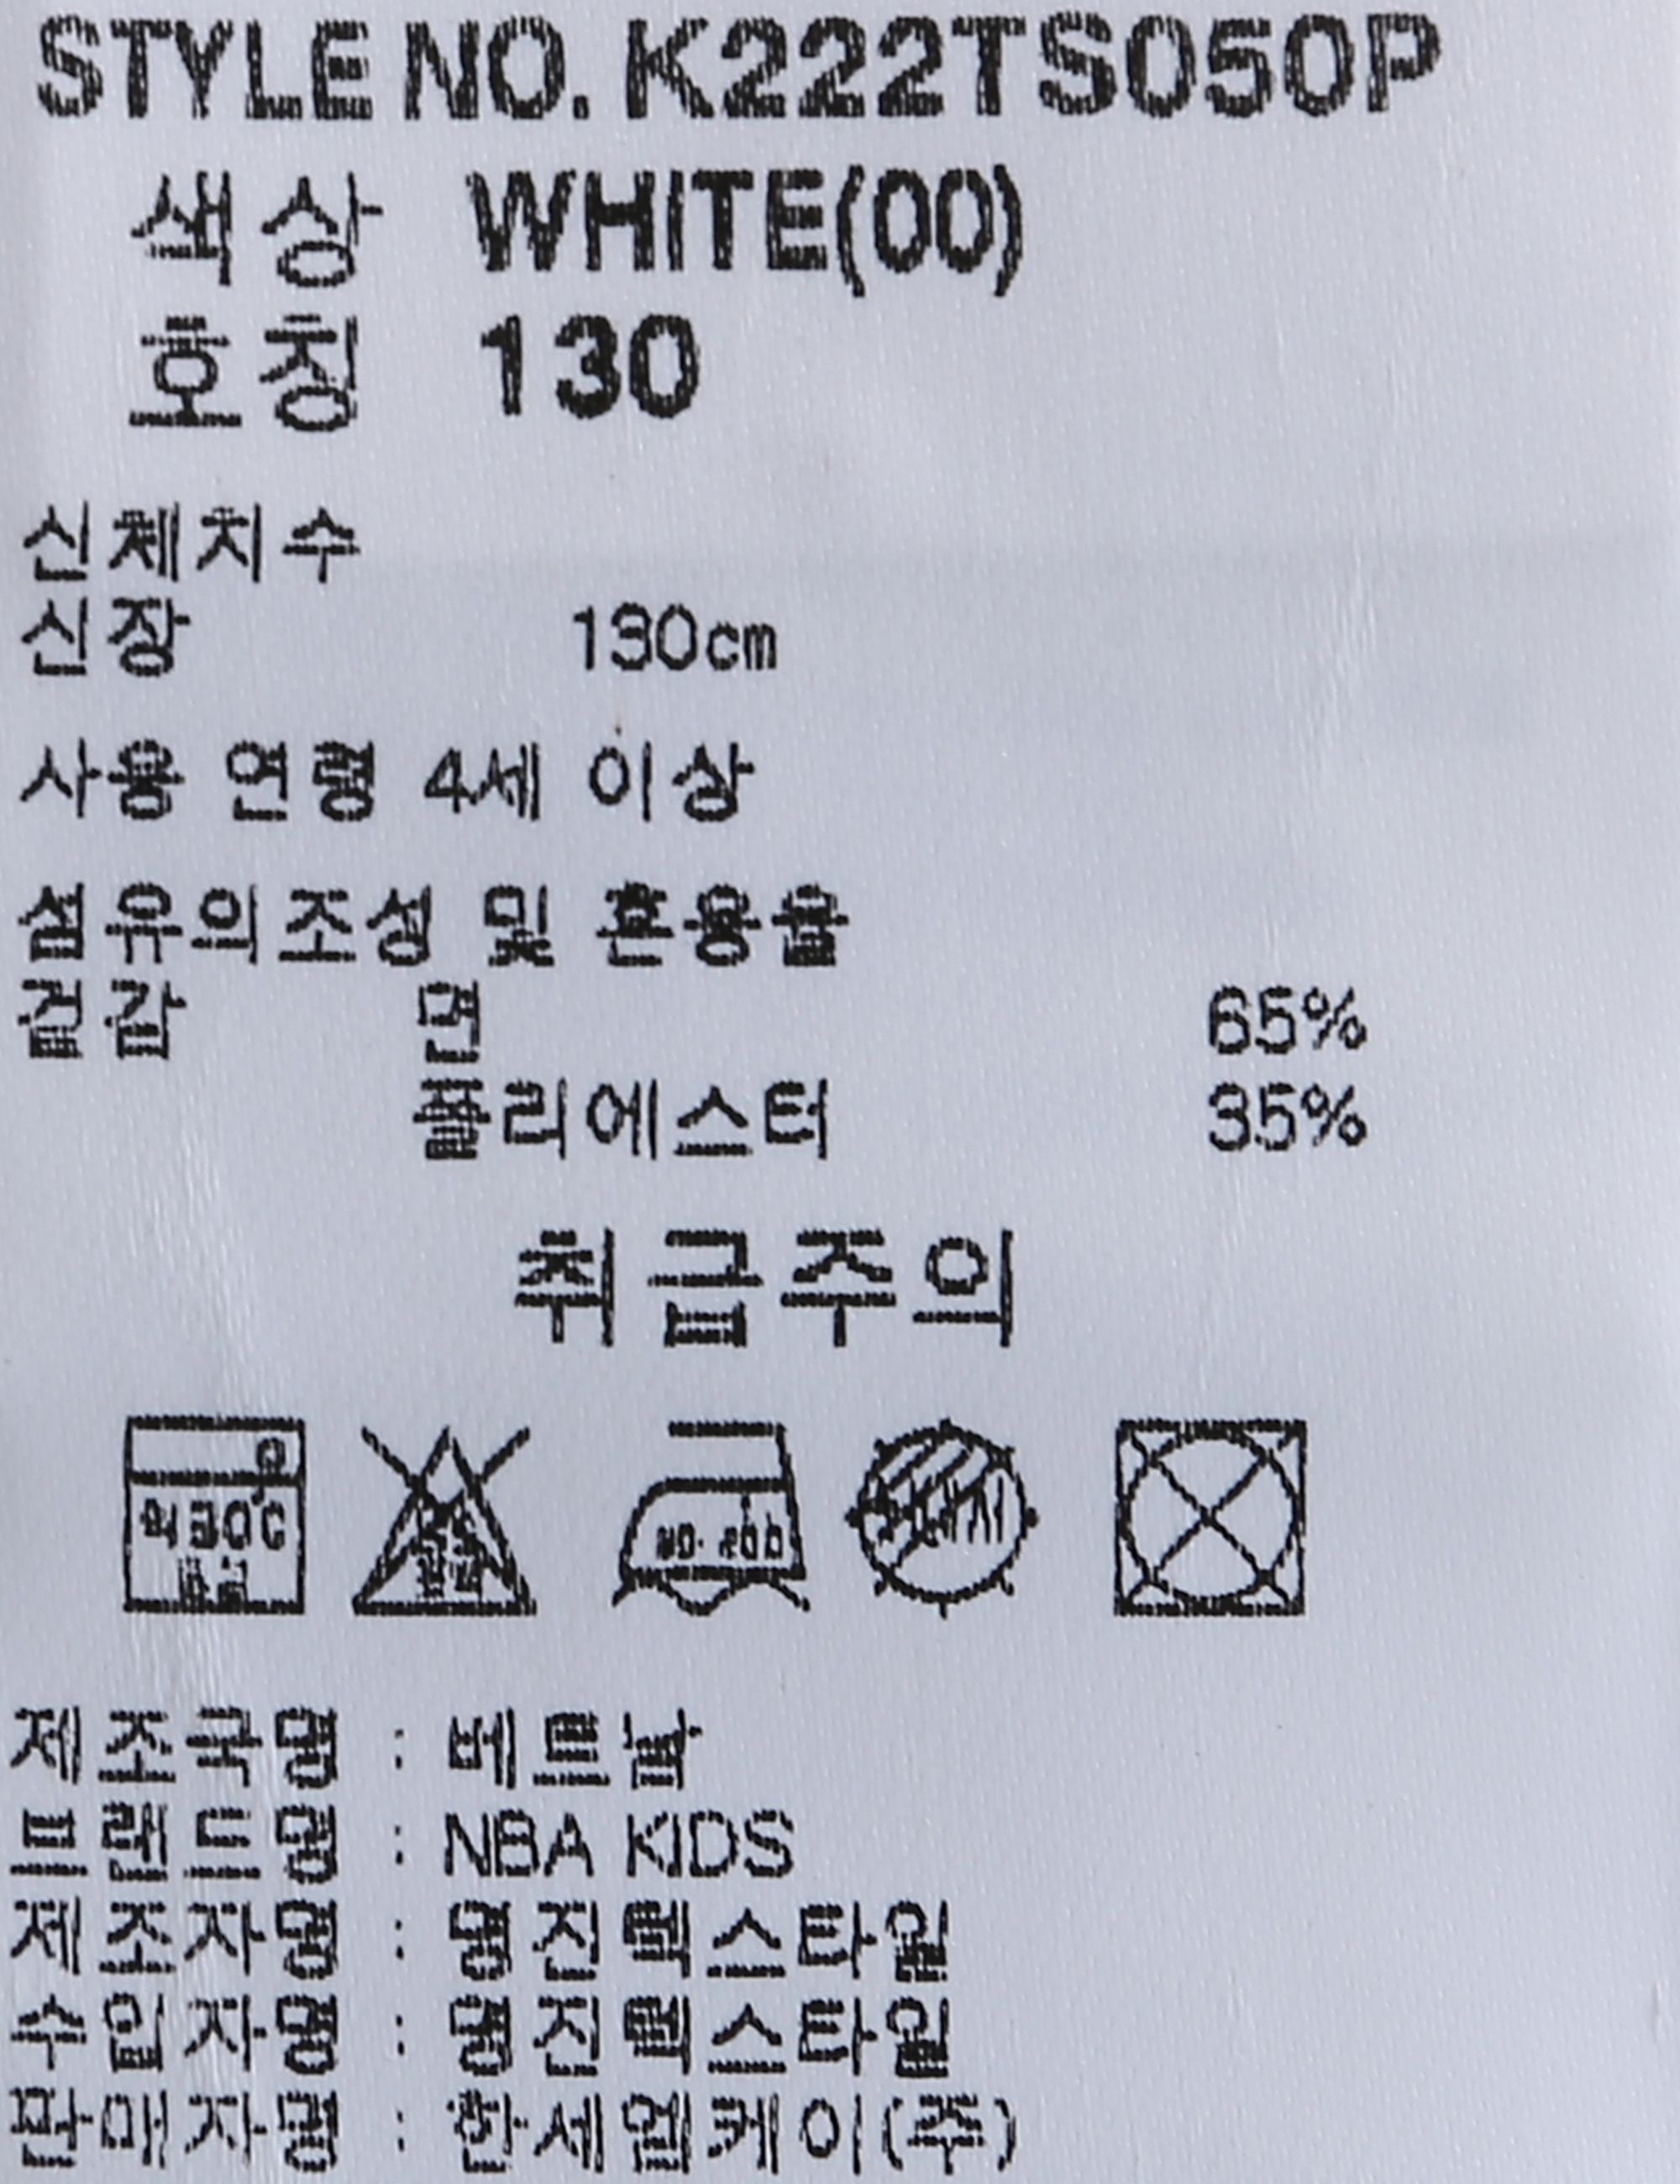 STYLE NO. K222TS050P
색상 WHITE(00)
호칭 130
신체치수
신장 130cm
사용 연령 4세 이상
섬유의조성 및 혼용율
겉감 면 65%
폴리에스터 35%
취급주의
제조국명 : 베트남
브랜드명 : NBA KIDS
제조자명 : 명진텍스타일
수입자명 : 명진텍스타일
판매자명 : 한세엠케이(주)